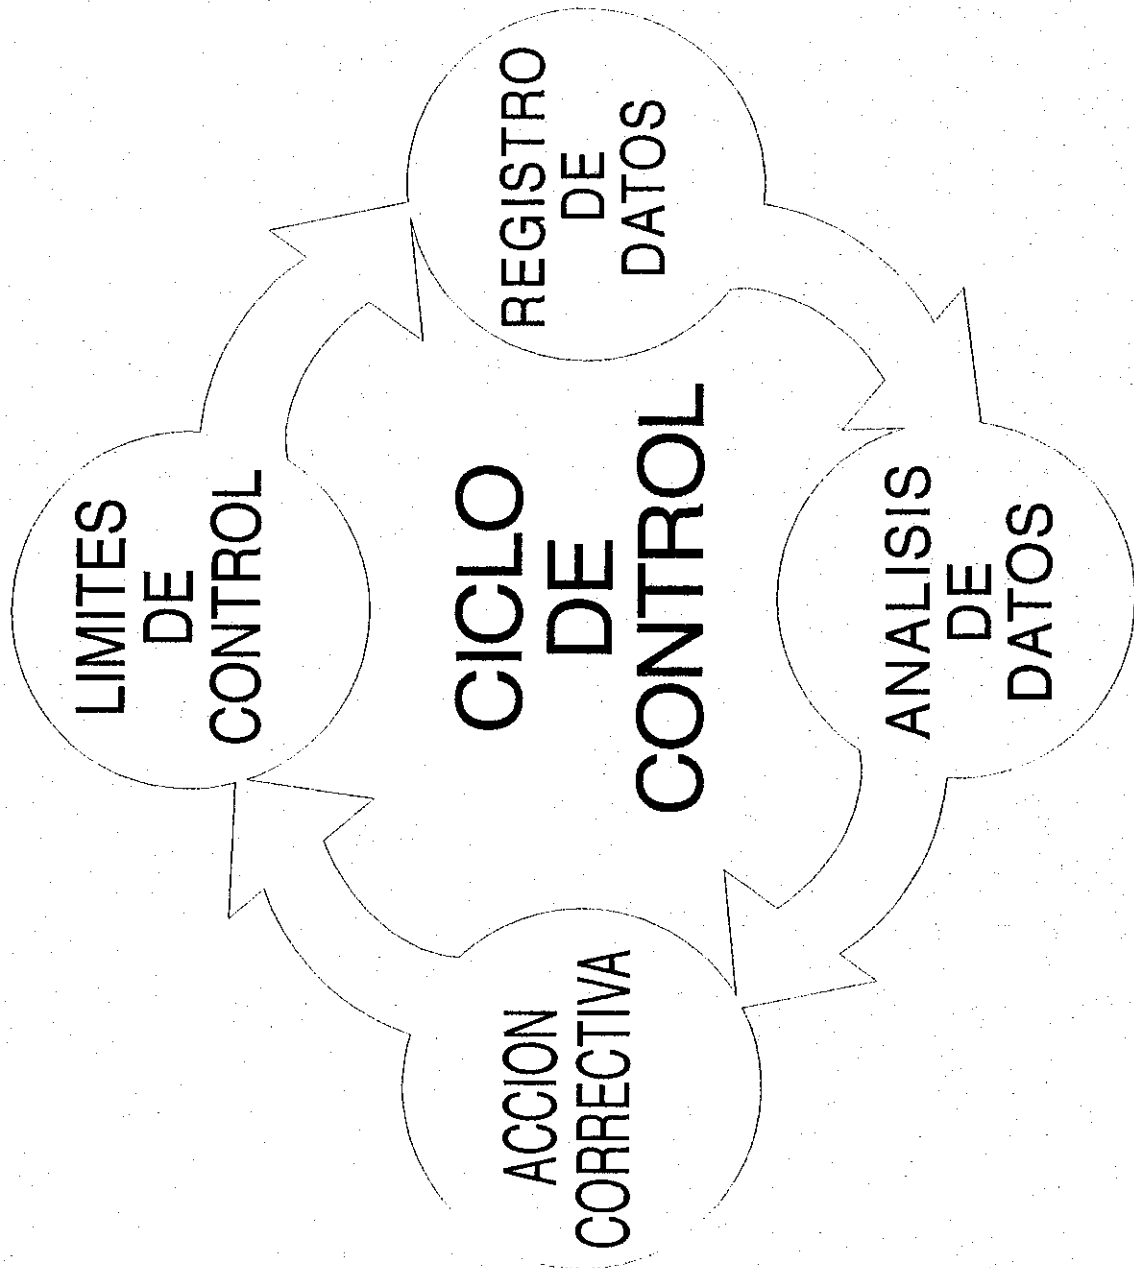 LIMITES
DE
CONTROL
REGISTRO
DE
DATOS
CICLO
DE
CONTROL
ANALISIS
DE
DATOS
ACCION
CORRECTIVA